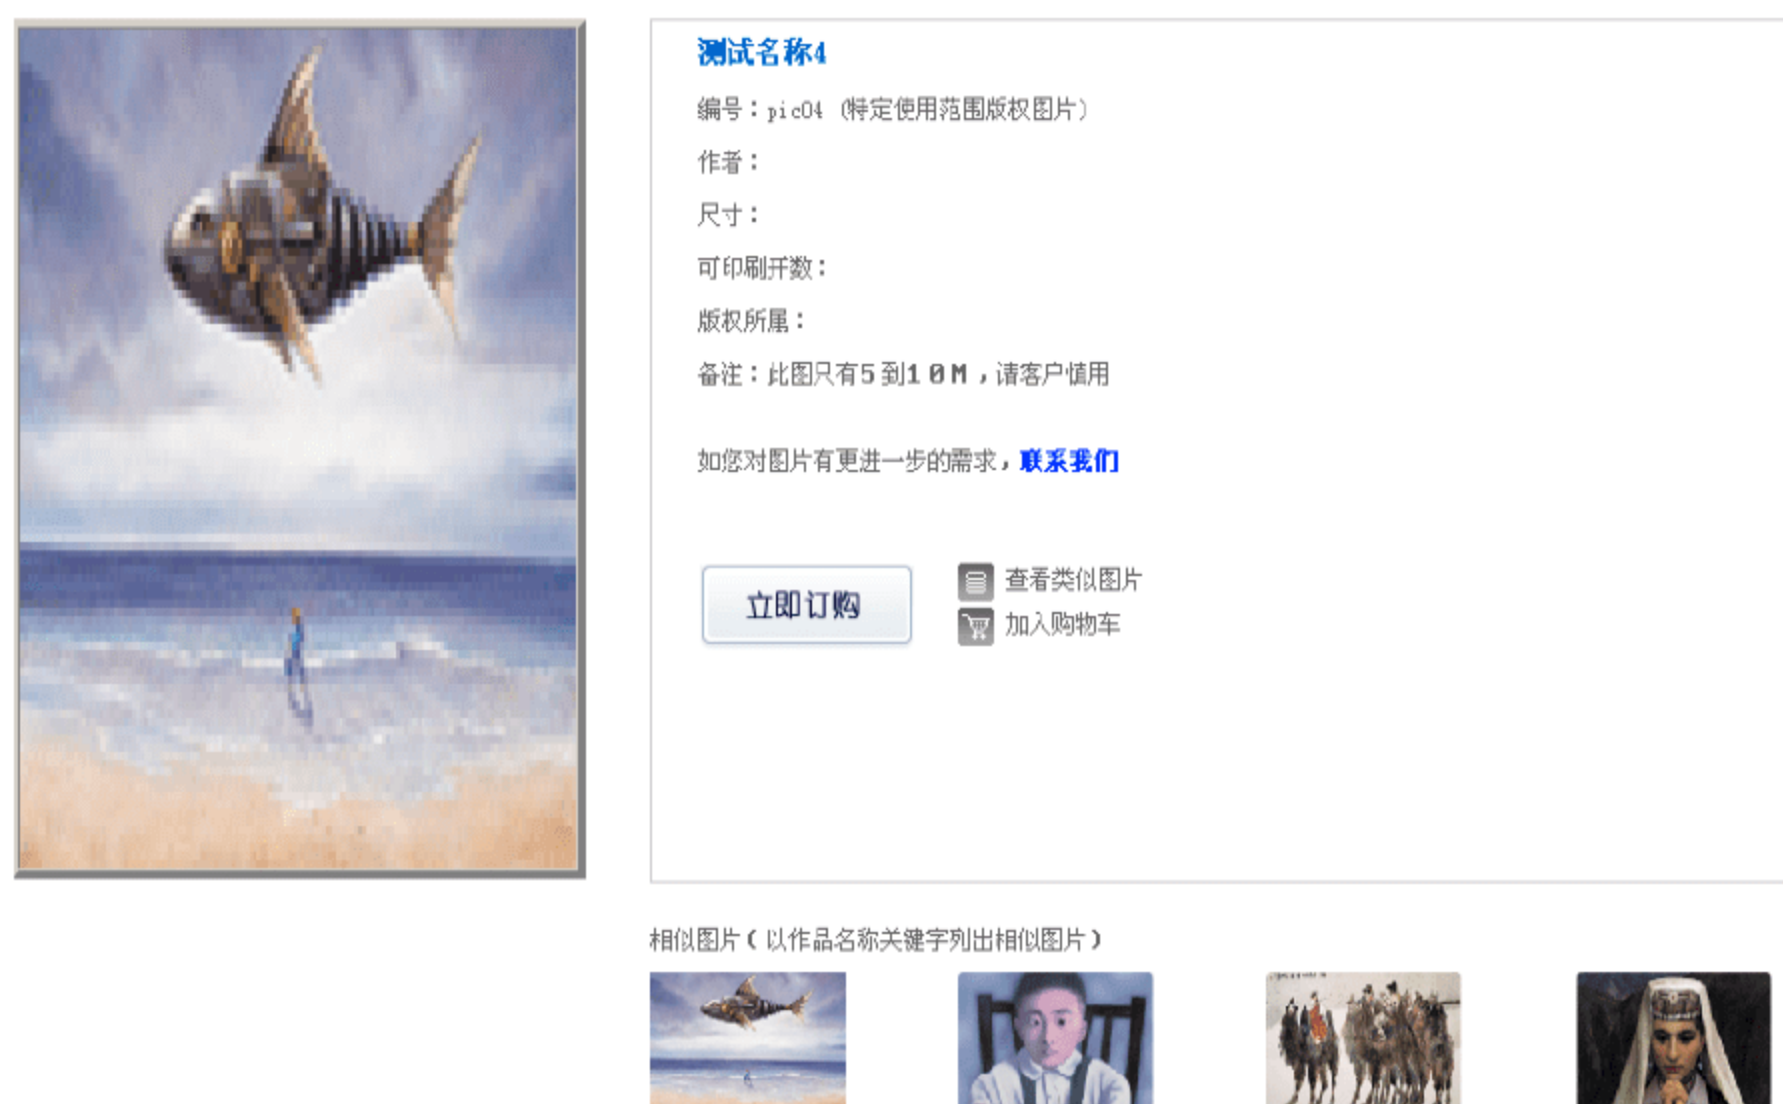 测试名称4
编号：pic04 （特定使用范围版权图片）
作者：
尺寸：
可印刷开数：
版权所属：
备注：此图只有5到10M，请客户慎用
如您对图片有更进一步的需求，联系我们
立即订购
查看类似图片
加入购物车
相似图片(以作品名称关键字列出相似图片)